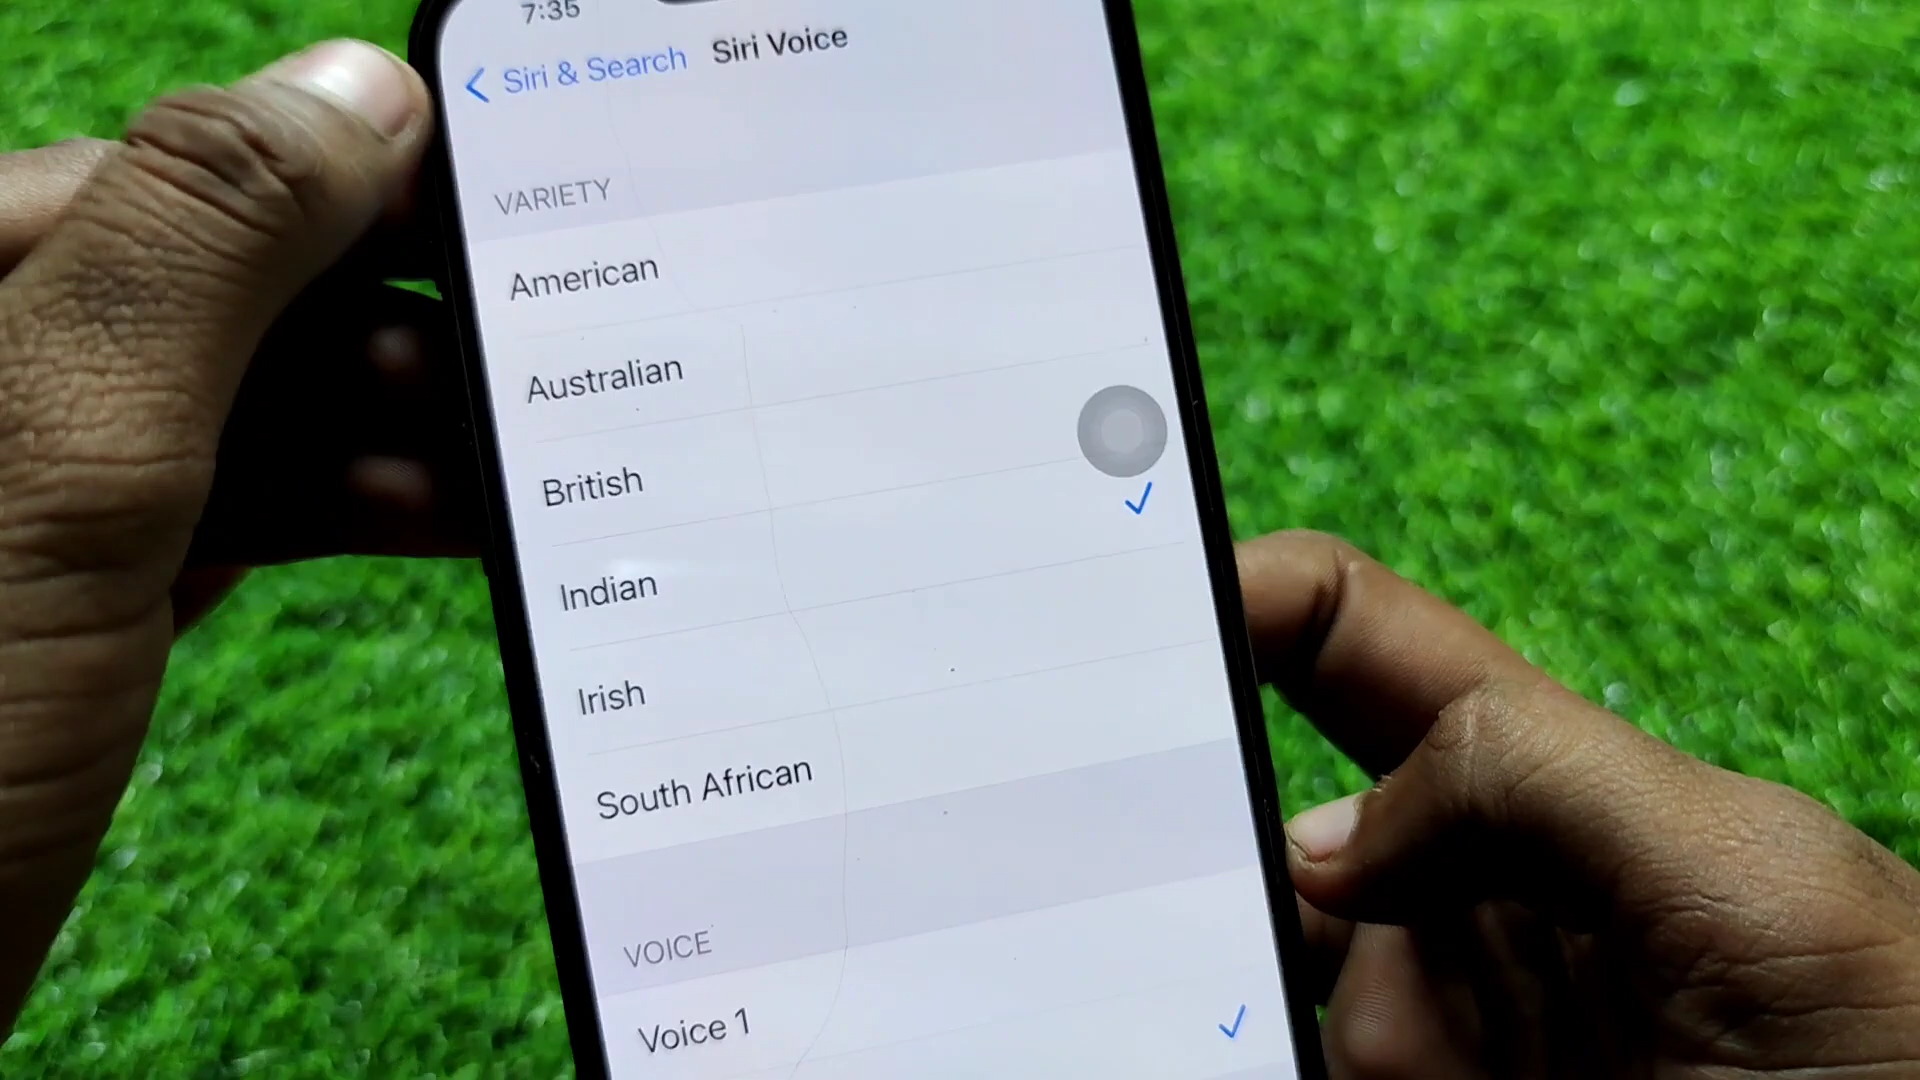 7:35
Siri & Search Siri Voice
VARIETY
American
Australian
British
Indian
Irish
South African
VOICE
Voice 1